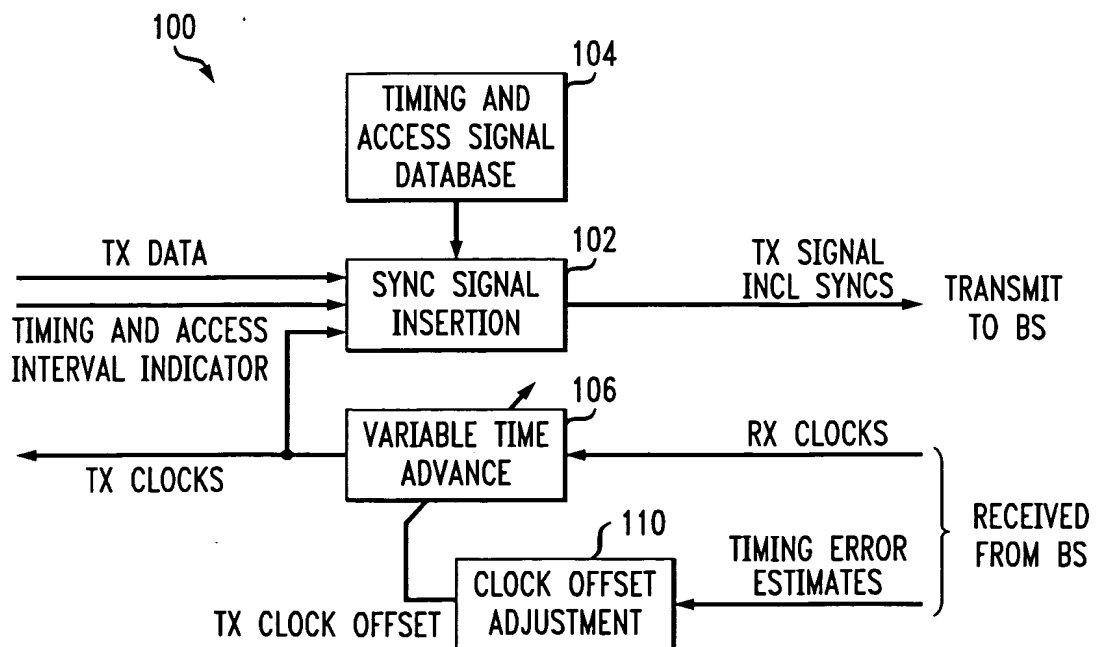 100
104
TIMING AND
ACCESS SIGNAL
DATABASE
TX DATA
102
SYNC SIGNAL
INSERTION
TX SIGNAL
INCL SYNCS
TRANSMIT
TO BS
TIMING AND ACCESS
INTERVAL INDICATOR
106
VARIABLE TIME
ADVANCE
RX CLOCKS
TX CLOCKS
RECEIVED
FROM BS
110
TIMING ERROR
ESTIMATES
CLOCK OFFSET
ADJUSTMENT
TX CLOCK OFFSET